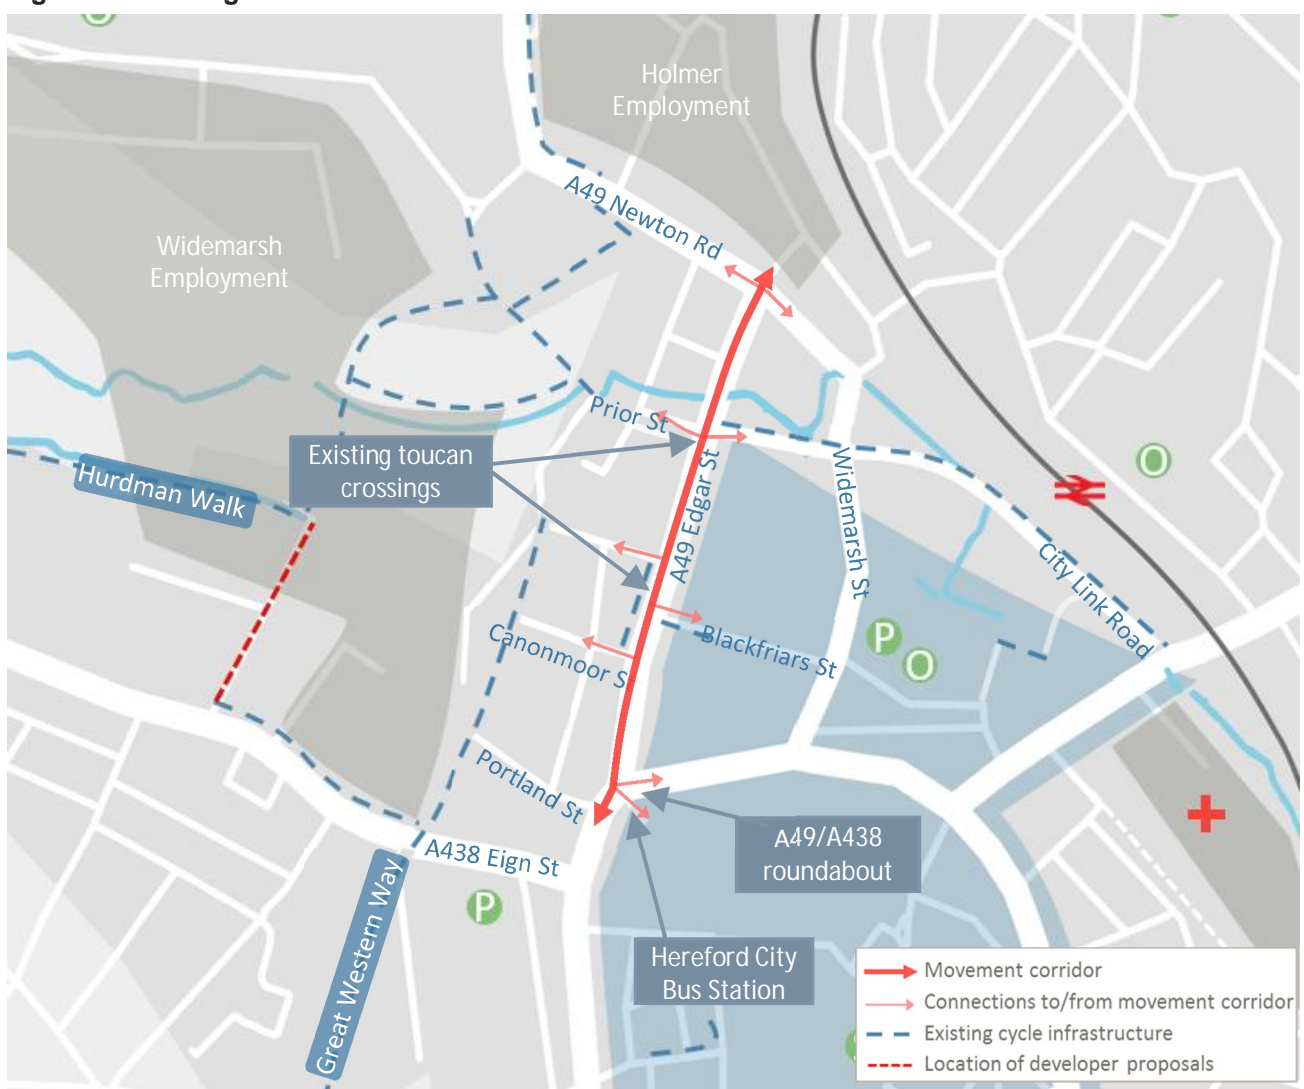 Holmer
Employment
A49 Newton Rd
Widemarsh
Employment
Prior St
Existing toucan
crossings
Hurdman Walk
A49 Edgar St
Widemarsh St
City Link Road
Canonmoor S
Blackfriars St
P
O
O
Portland St
A49/A438
roundabout
A438 Eign St
P
Great Western Way
Hereford City
Bus Station
Movement corridor
Connections to/from movement corridor
Existing cycle infrastructure
Location of developer proposals